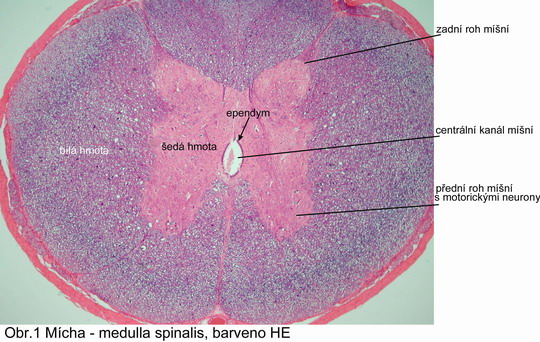 zadní roh míšní
ependym
centrální kanál míšní
bílá hmota
šedá hmota
přední roh míšní
s motorickými neurony
Obr.1 Mícha - medulla spinalis, barveno HE